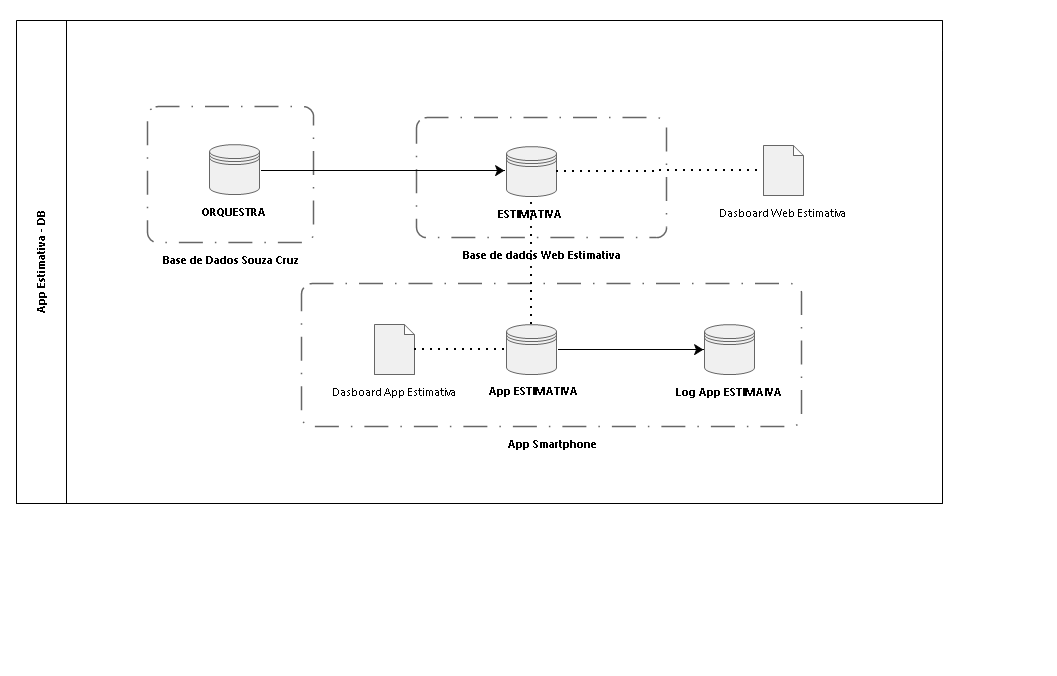 App Estimativa - DB
ORQUESTRA
Base de Dados Souza Cruz
ESTIMATIVA
Base de dados Web Estimativa
Dasboard Web Estimativa
Dasboard App Estimativa
App ESTIMATIVA
Log App ESTIMAIVA
App Smartphone